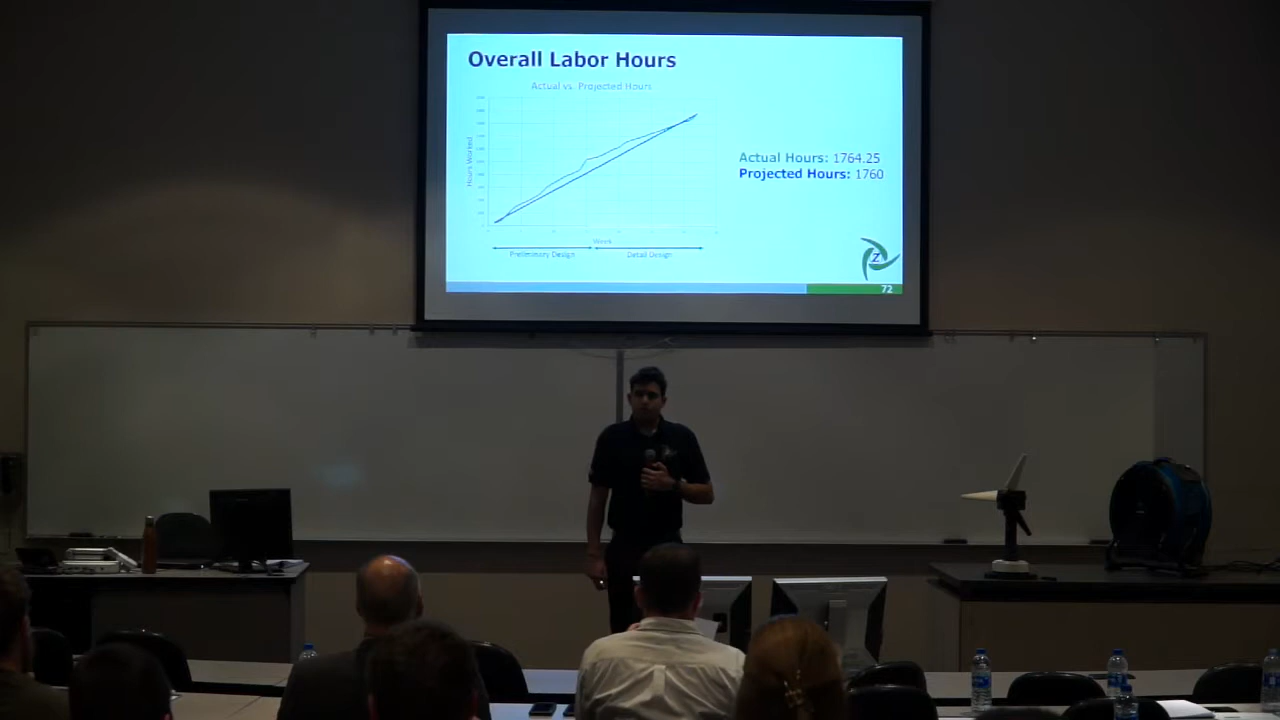 Overall Labor Hours
Actual vs. Projected Hours
Hours Worked
Actual Hours: 1764.25
Projected Hours: 1760
Week
Preliminary Design
Detail Design
Z
72